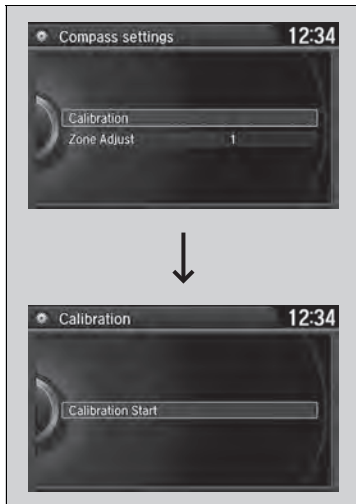 Compass settings 12:34
Calibration
Zone Adjust 1
Calibration 12:34
Calibration Start